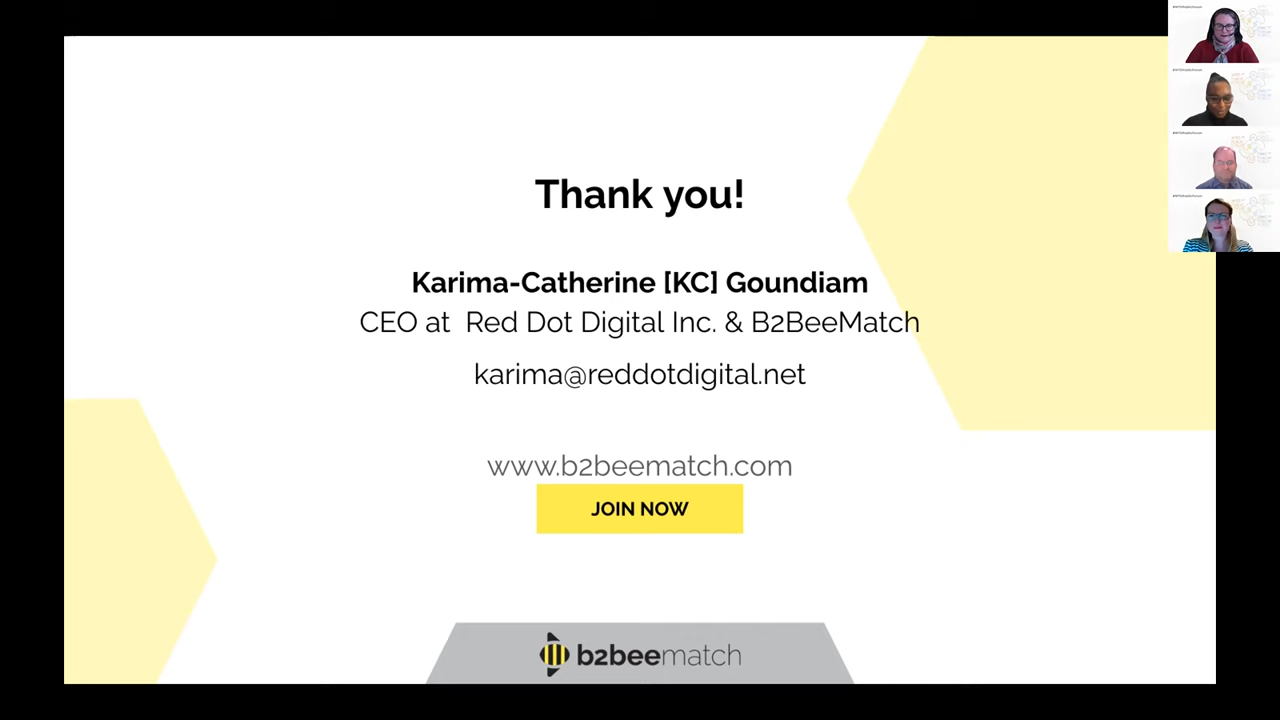 Thank you!
Karima-Catherine [KC] Goundiam
CEO at Red Dot Digital Inc. & B2BeeMatch
karima@reddotdigital.net
www.b2beematch.com
JOIN NOW
b2beematch